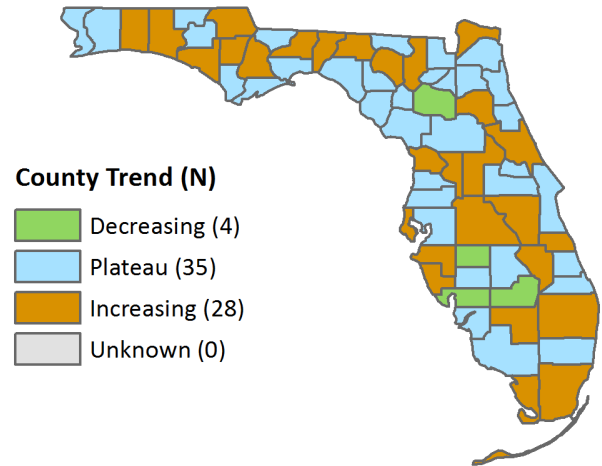 County Trend (N)
Decreasing (4)
Plateau (35)
Increasing (28)
Unknown (0)